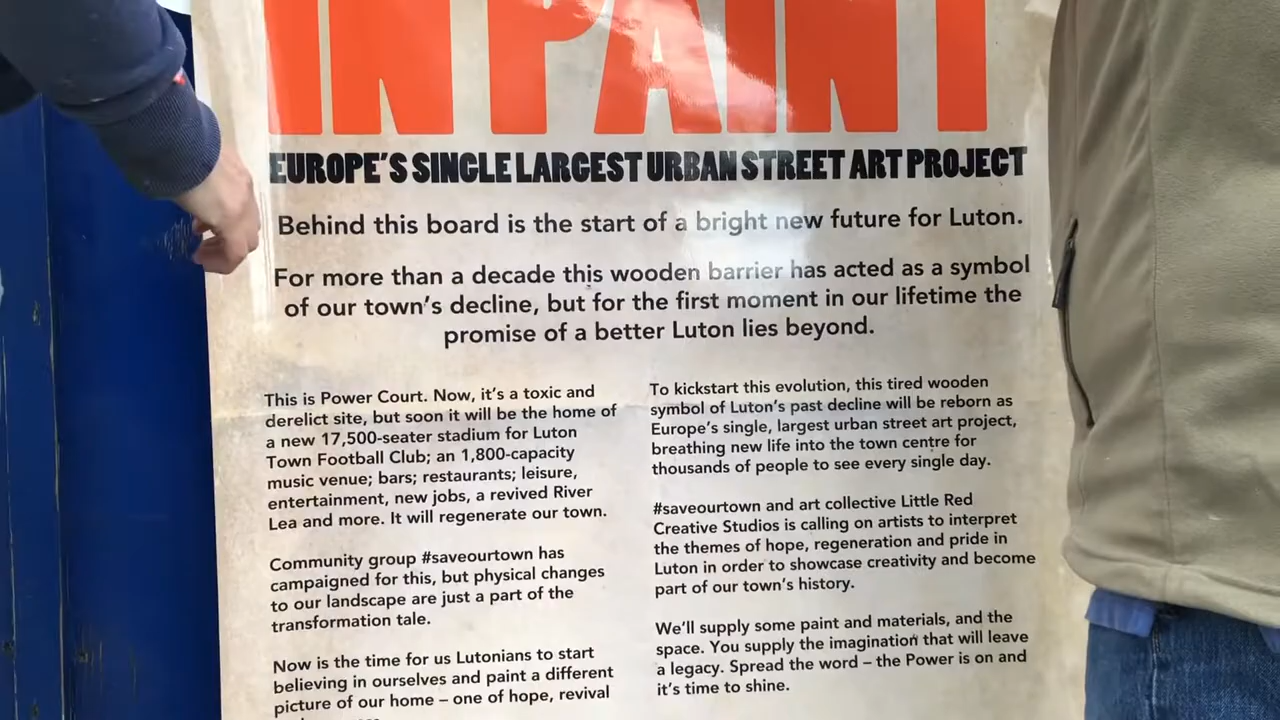 IN PAINT
EUROPE'S SINGLE LARGEST URBAN STREET ART PROJECT
Behind this board is the start of a bright new future for Luton.
For more than a decade this wooden barrier has acted as a symbol
of our town's decline, but for the first moment in our lifetime the
promise of a better Luton lies beyond.
This is Power Court. Now, it's a toxic and
derelict site, but soon it will be the home of
a new 17,500-seater stadium for Luton
Town Football Club; an 1,800-capacity
music venue; bars; restaurants; leisure,
entertainment, new jobs, a revived River
Lea and more. It will regenerate our town.
Community group #saveourtown has
campaigned for this, but physical changes
to our landscape are just a part of the
transformation tale.
Now is the time for us Lutonians to start
believing in ourselves and paint a different
picture of our home – one of hope, revival
To kickstart this evolution, this tired wooden
symbol of Luton's past decline will be reborn as
Europe's single, largest urban street art project,
breathing new life into the town centre for
thousands of people to see every single day.
#saveourtown and art collective Little Red
Creative Studios is calling on artists to interpret
the themes of hope, regeneration and pride in
Luton in order to showcase creativity and become
part of our town's history.
We'll supply some paint and materials, and the
space. You supply the imagination that will leave
a legacy. Spread the word – the Power is on and
it's time to shine.